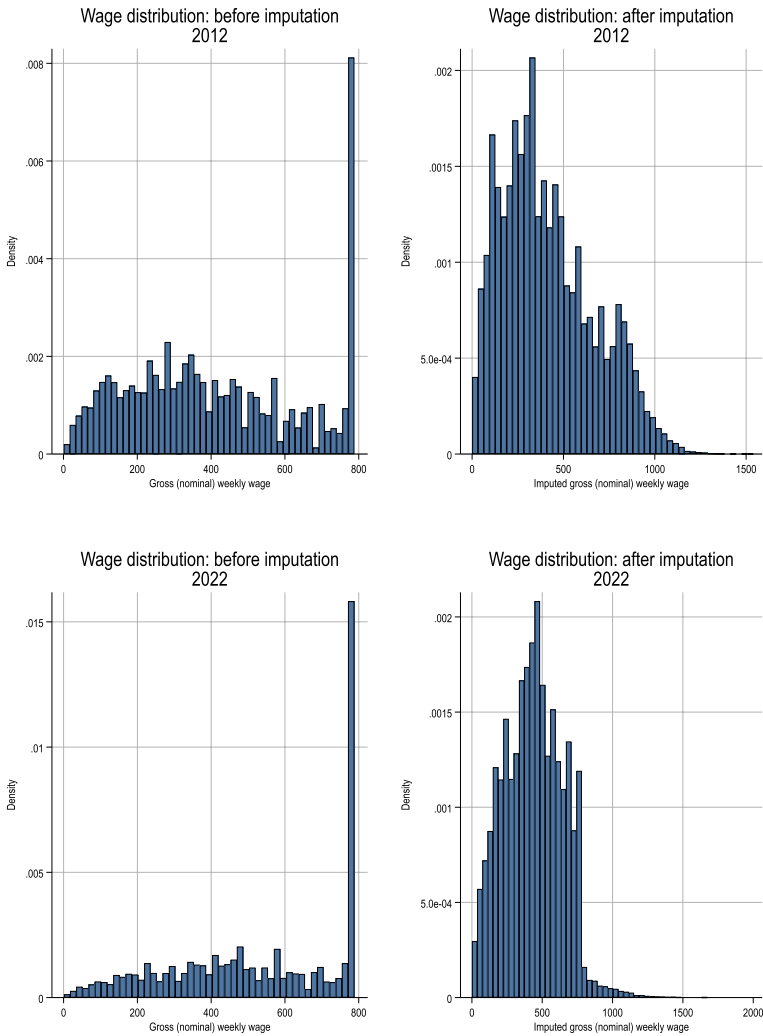 Wage distribution: before imputation
2012
.008
.006
.004
.002
0
Density
0 200 400 600 800
Gross (nominal) weekly wage
Wage distribution: after imputation
2012
.002
.0015
.001
5.0e-04
0
Density
0 500 1000 1500
Imputed gross (nominal) weekly wage
Wage distribution: before imputation
2022
.015
.01
.005
0
Density
0 200 400 600 800
Gross (nominal) weekly wage
Wage distribution: after imputation
2022
.002
.0015
.001
5.0e-04
0
Density
0 500 1000 1500 2000
Imputed gross (nominal) weekly wage